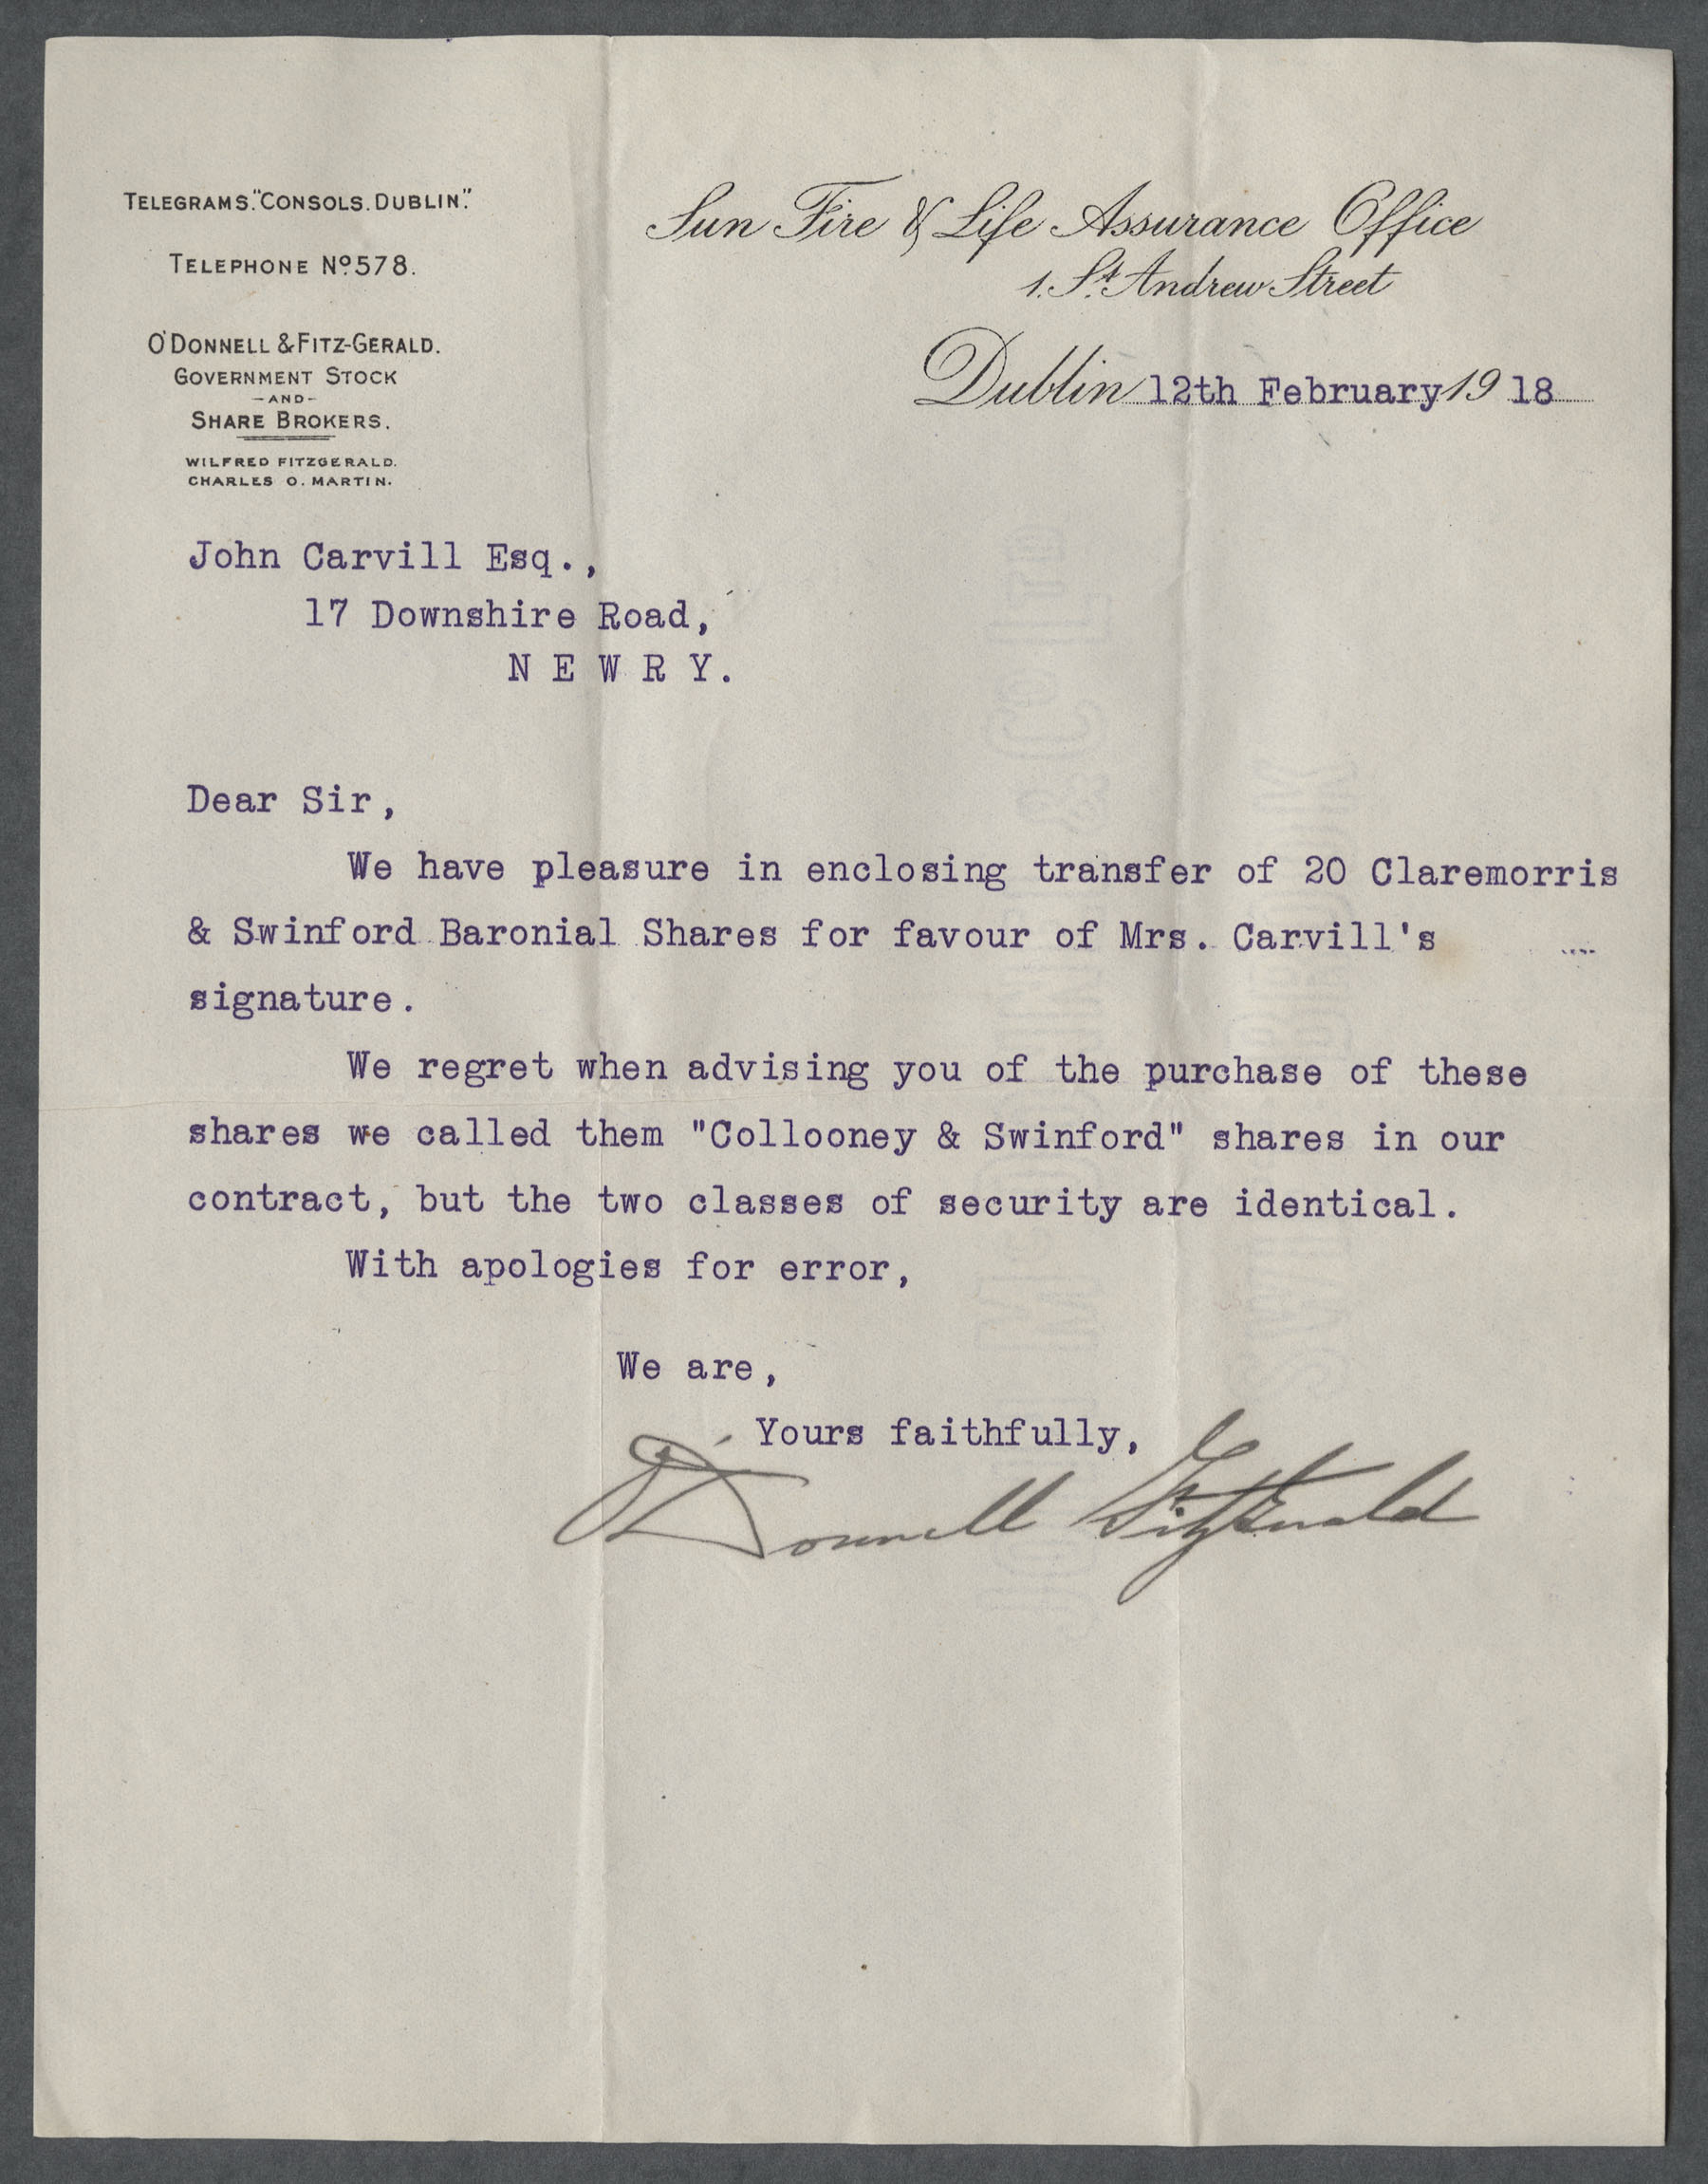 TELEGRAMS. "CONSOLS. DUBLIN."
TELEPHONE Nº 578.
O'DONNELL & FITZ-GERALD.
GOVERNMENT STOCK
-AND-
SHARE BROKERS.
WILFRED FITZGERALD.
CHARLES O. MARTIN.
Sun Fire & Life Assurance Office
1. St. Andrew Street
Dublin 12th February 1918
John Carvill Esq.,
17 Downshire Road,
N E W R Y.
Dear Sir,
We have pleasure in enclosing transfer of 20 Claremorris
& Swinford Baronial Shares for favour of Mrs. Carvill's
signature.
We regret when advising you of the purchase of these
shares we called them "Collooney & Swinford" shares in our
contract, but the two classes of security are identical.
With apologies for error,
We are,
Yours faithfully,
O'Donnell Fitzgerald